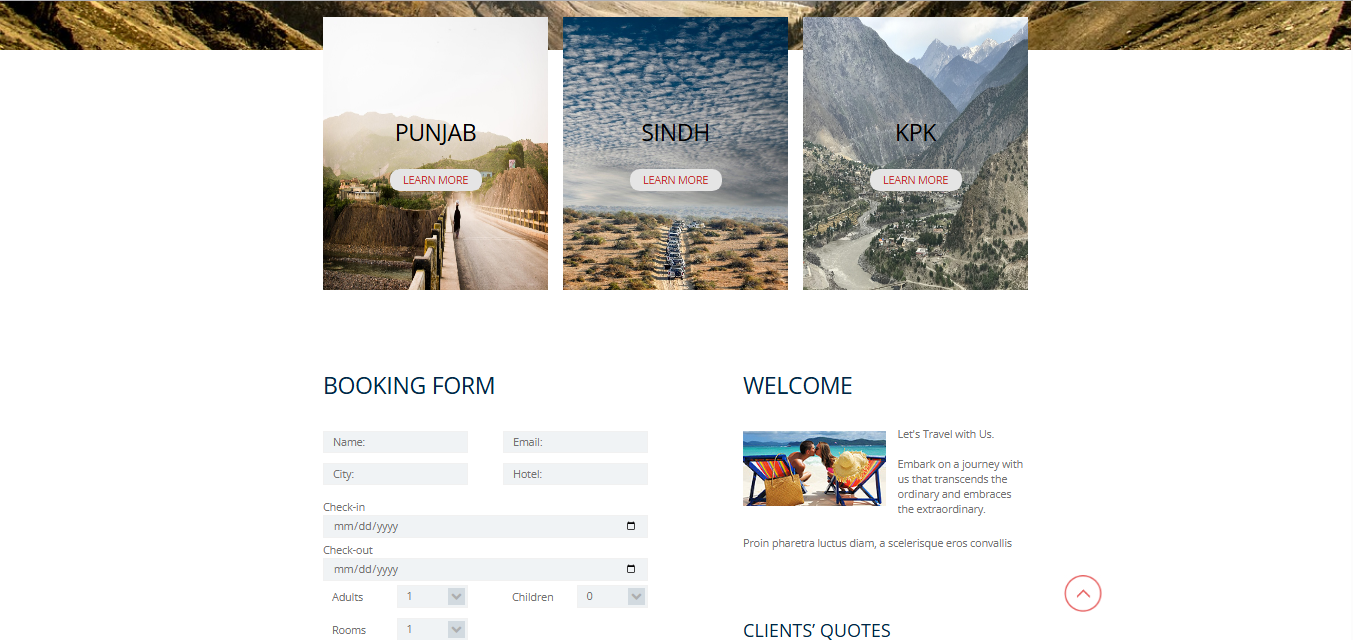 PUNJAB
LEARN MORE
SINDH
LEARN MORE
KPK
LEARN MORE
BOOKING FORM
Name:
Email:
City:
Hotel:
Check-in
mm/dd/yyyy
Check-out
mm/dd/yyyy
Adults
1
Children
0
Rooms
1
WELCOME
Let's Travel with Us.
Embark on a journey with
us that transcends the
ordinary and embraces
the extraordinary.
Proin pharetra luctus diam, a scelerisque eros convallis
CLIENTS’ QUOTES